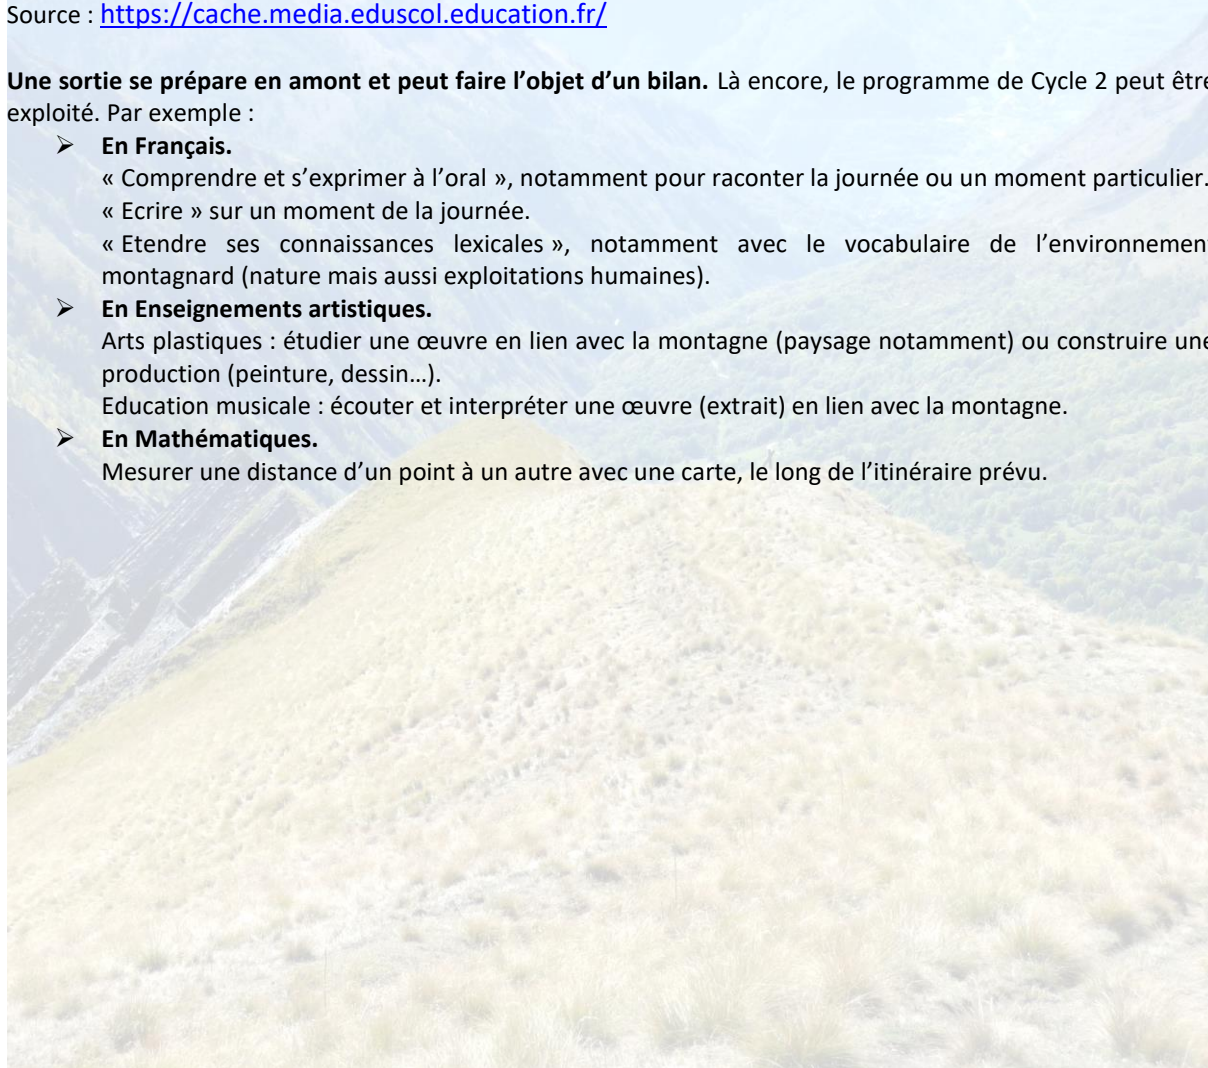 Source : https://cache.media.eduscol.education.fr/
Une sortie se prépare en amont et peut faire l’objet d’un bilan. Là encore, le programme de Cycle 2 peut être
exploité. Par exemple :
➢ En Français.
« Comprendre et s’exprimer à l’oral », notamment pour raconter la journée ou un moment particulier.
« Ecrire » sur un moment de la journée.
« Etendre ses connaissances lexicales », notamment avec le vocabulaire de l’environnement
montagnard (nature mais aussi exploitations humaines).
➢ En Enseignements artistiques.
Arts plastiques : étudier une œuvre en lien avec la montagne (paysage notamment) ou construire une
production (peinture, dessin…).
Education musicale : écouter et interpréter une œuvre (extrait) en lien avec la montagne.
➢ En Mathématiques.
Mesurer une distance d’un point à un autre avec une carte, le long de l’itinéraire prévu.